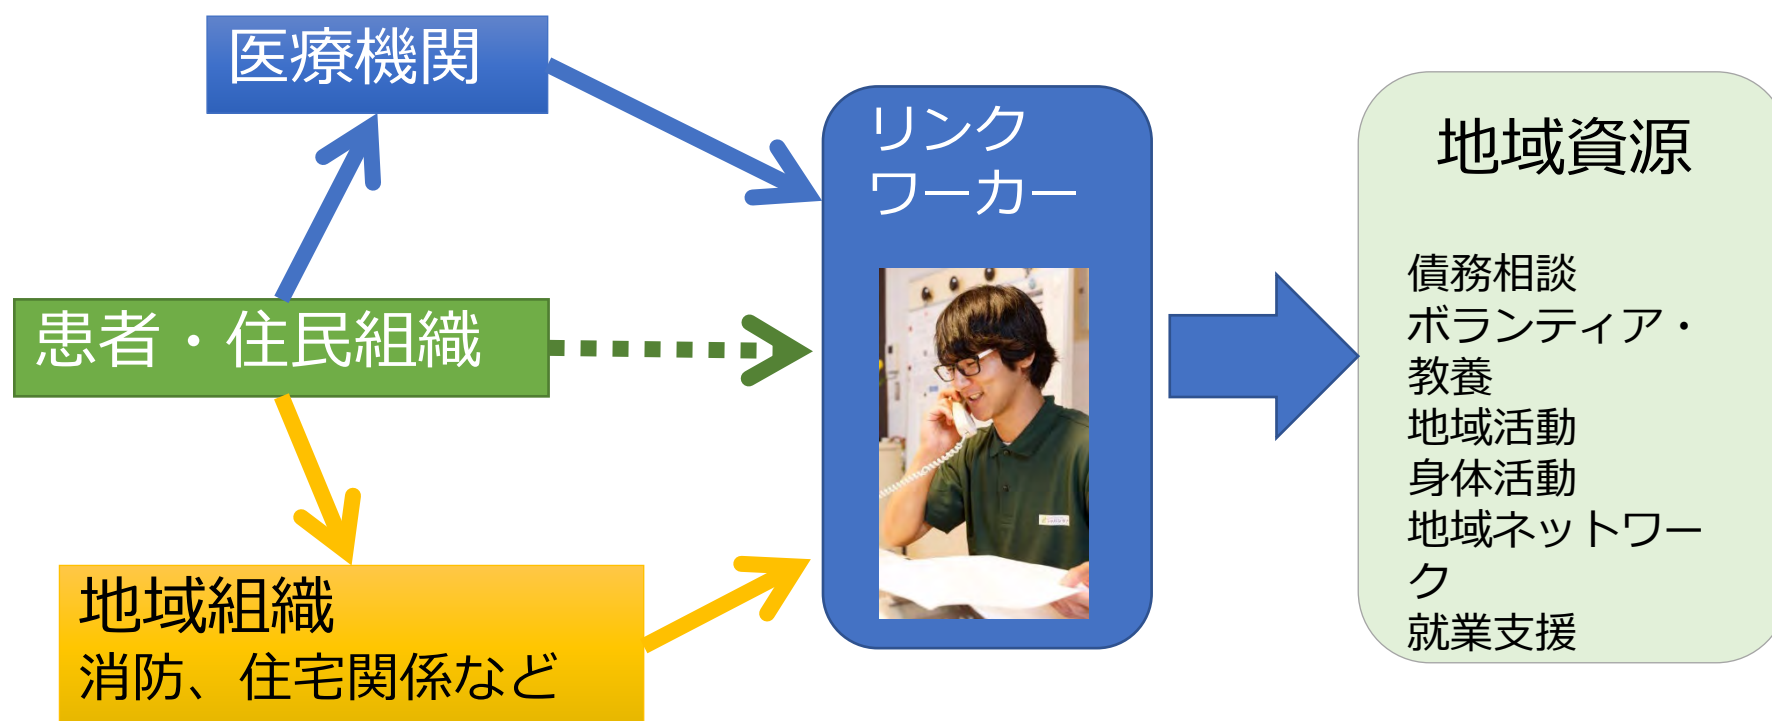 医療機関
患者・住民組織
地域組織
消防、住宅関係など
リンク
ワーカー
地域資源
債務相談
ボランティア・
教養
地域活動
身体活動
地域ネットワー
ク
就業支援